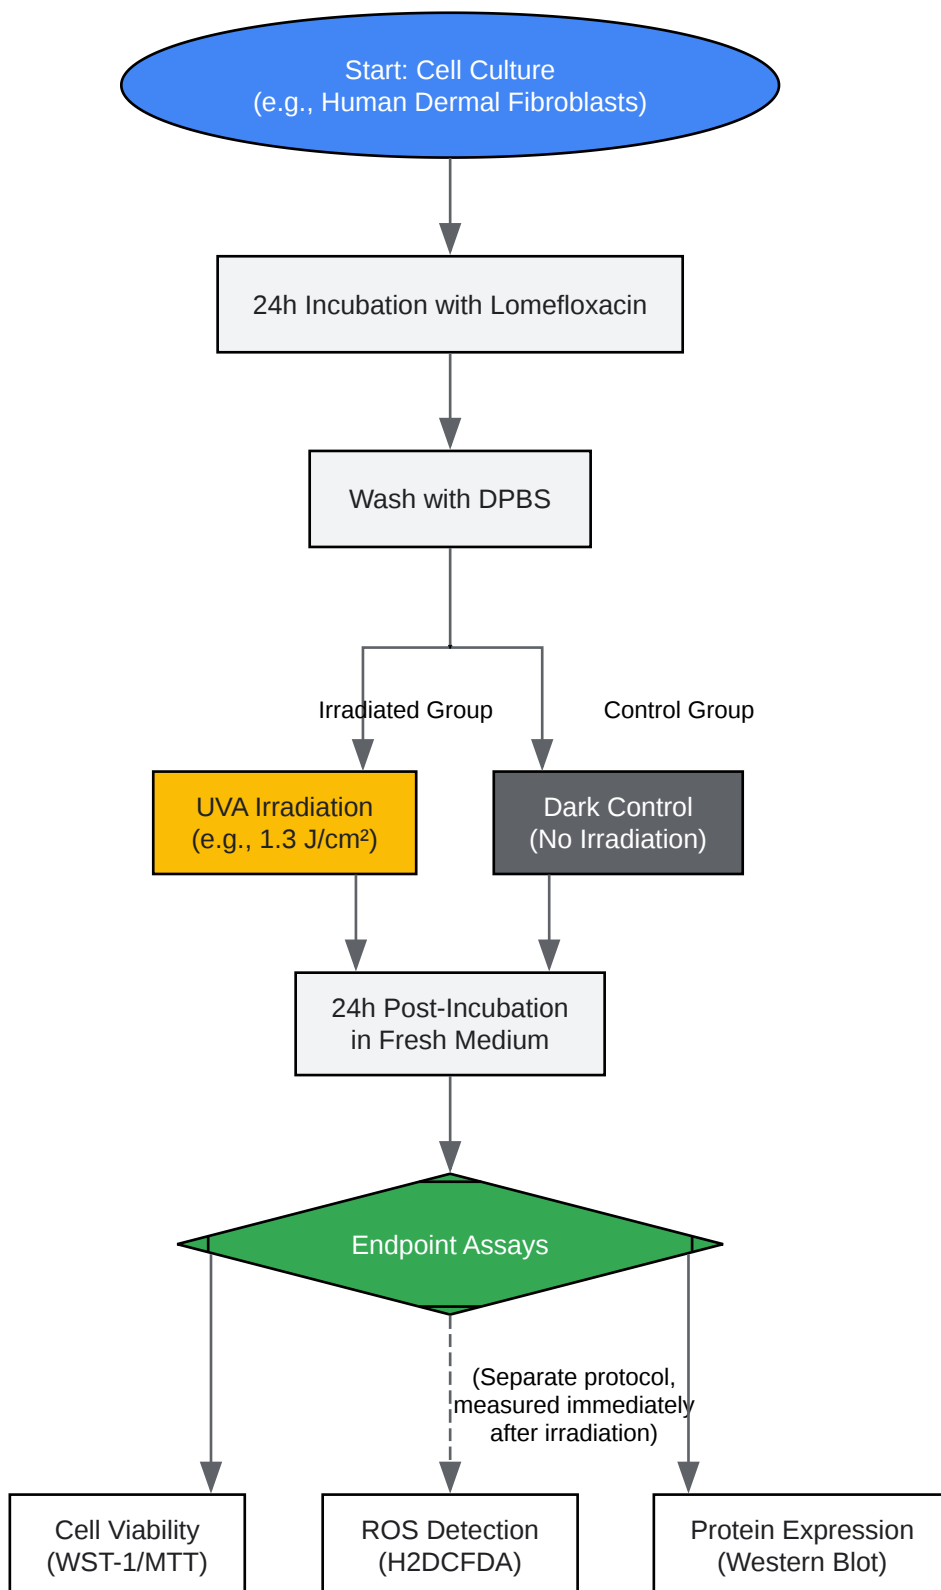 Start: Cell Culture
(e.g., Human Dermal Fibroblasts)
24h Incubation with Lomefloxacin
Wash with DPBS
Irradiated Group
Control Group
UVA Irradiation
(e.g., 1.3 J/cm²)
Dark Control
(No Irradiation)
24h Post-Incubation
in Fresh Medium
Endpoint Assays
(Separate protocol,
measured immediately
after irradiation)
Cell Viability
(WST-1/MTT)
ROS Detection
(H2DCFDA)
Protein Expression
(Western Blot)